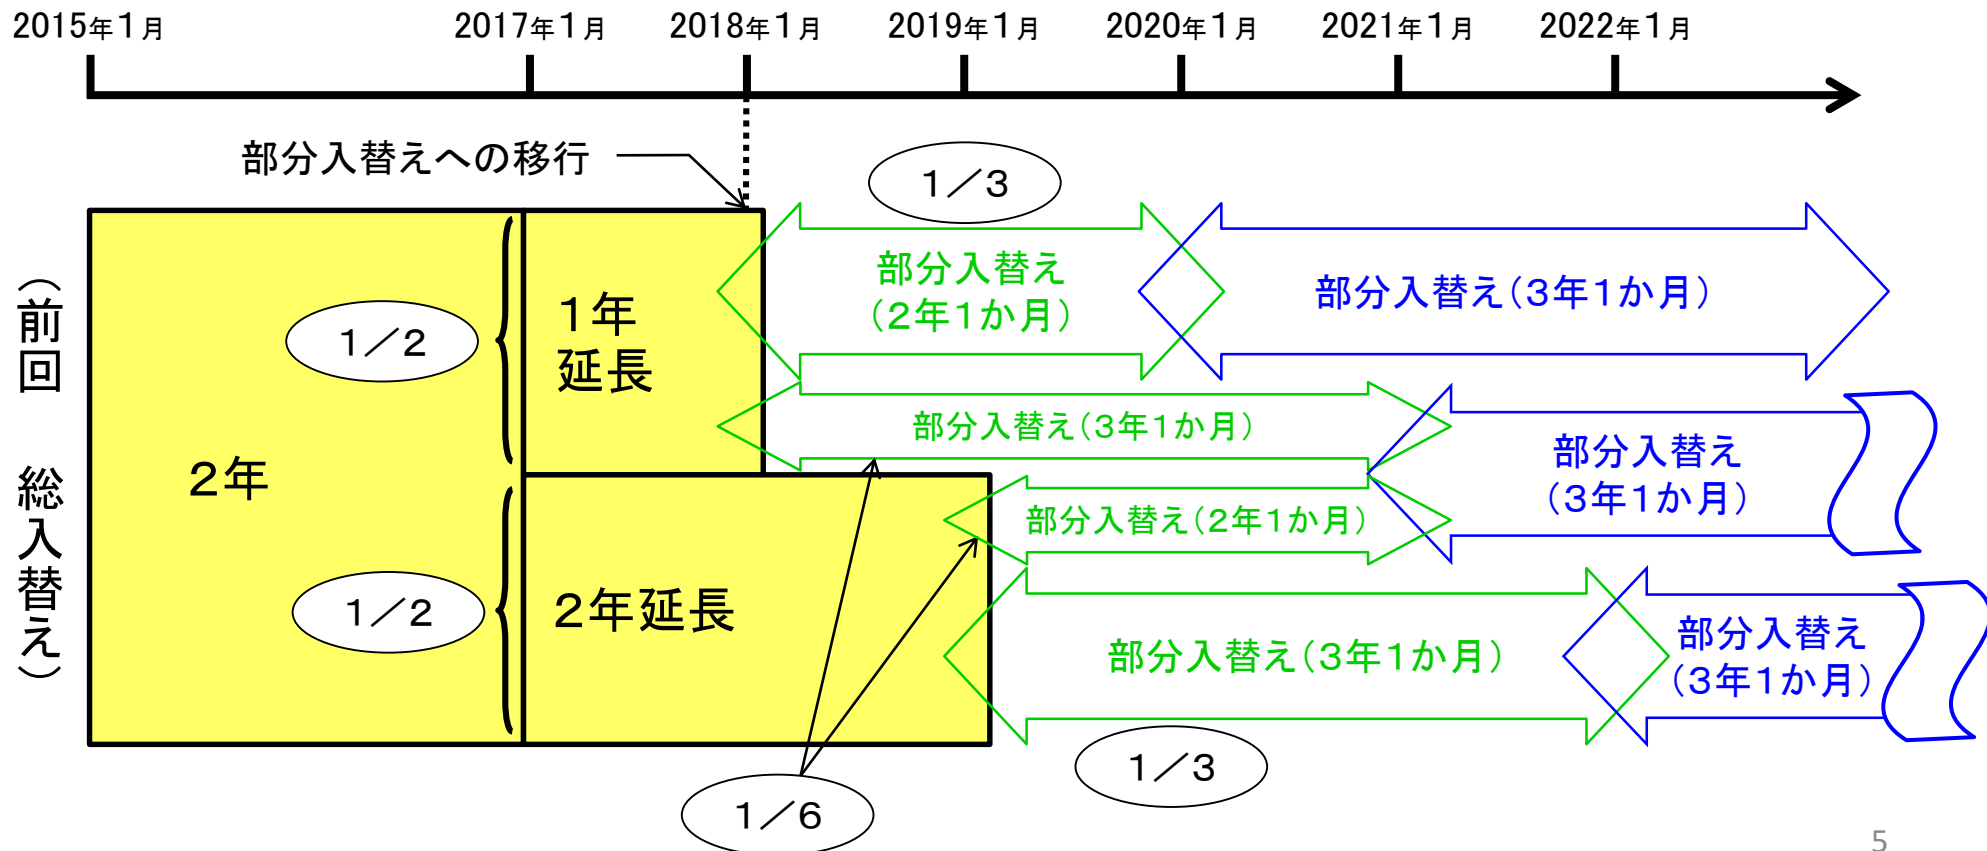 2015年1月 2017年1月 2018年1月 2019年1月 2020年1月 2021年1月 2022年1月
部分入替えへの移行
1／3
（前回 総入替え）
2年
1／2
1年
延長
部分入替え
（2年1か月）
部分入替え（3年1か月）
部分入替え（3年1か月）
部分入替え
（3年1か月）
部分入替え（2年1か月）
1／2
2年延長
部分入替え（3年1か月）
部分入替え
（3年1か月）
1／3
1／6
5